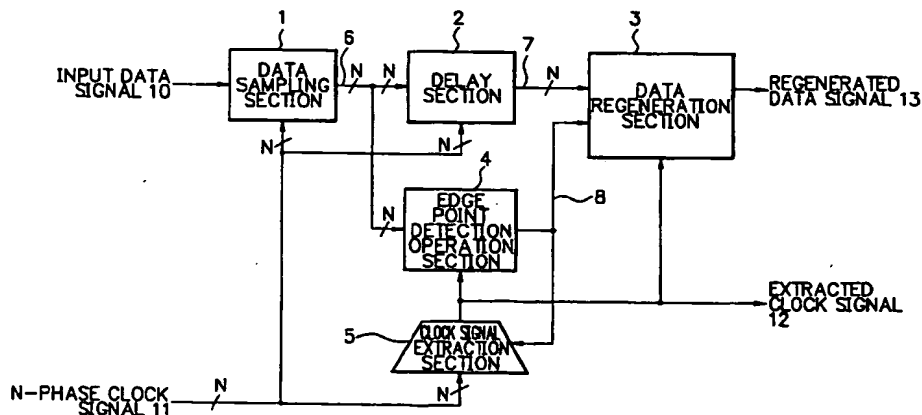 1
2
3
6
N
N
7
N
INPUT DATA
SIGNAL 10
DATA
SAMPLING
SECTION
DELAY
SECTION
DATA
REGENERATION
SECTION
REGENERATED
DATA SIGNAL 13
N
N
4
8
N
EDGE
POINT
DETECTION
OPERATION
SECTION
EXTRACTED
CLOCK SIGNAL
12
5
CLOCK SIGNAL
EXTRACTION
SECTION
N-PHASE CLOCK
SIGNAL 11
N
N